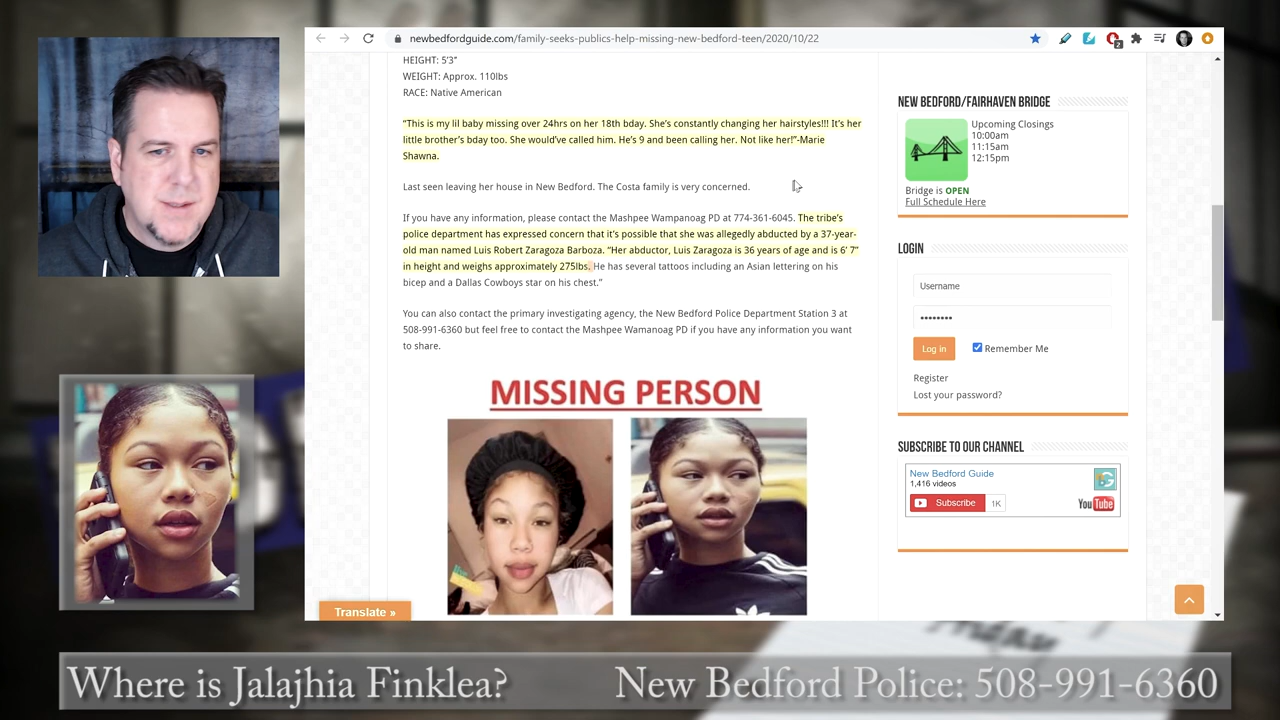 newbedfordguide.com/family-seeks-publics-help-missing-new-bedford-teen/2020/10/22
2
HEIGHT: 5'3"
WEIGHT: Approx. 110lbs
RACE: Native American
"This is my lil baby missing over 24hrs on her 18th bday. She's constantly changing her hairstyles!!! It's her
little brother's bday too. She would've called him. He's 9 and been calling her. Not like her!"-Marie
Shawna.
Last seen leaving her house in New Bedford. The Costa family is very concerned.
If you have any information, please contact the Mashpee Wampanoag PD at 774-361-6045. The tribe's
police department has expressed concern that it's possible that she was allegedly abducted by a 37-year-
old man named Luis Robert Zaragoza Barboza. "Her abductor, Luis Zaragoza is 36 years of age and is 6' 7"
in height and weighs approximately 275lbs. He has several tattoos including an Asian lettering on his
bicep and a Dallas Cowboys star on his chest."
You can also contact the primary investigating agency, the New Bedford Police Department Station 3 at
508-991-6360 but feel free to contact the Mashpee Wamanoag PD if you have any information you want
to share.
MISSING PERSON
Translate »
NEW BEDFORD/FAIRHAVEN BRIDGE
Upcoming Closings
10:00am
11:15am
12:15pm
Bridge is OPEN
Full Schedule Here
LOGIN
Username
••••••••
Log in
Remember Me
Register
Lost your password?
SUBSCRIBE TO OUR CHANNEL
New Bedford Guide
1,416 videos
Subscribe 1K
YouTube
Where is Jalajhia Finklea? New Bedford Police: 508-991-6360